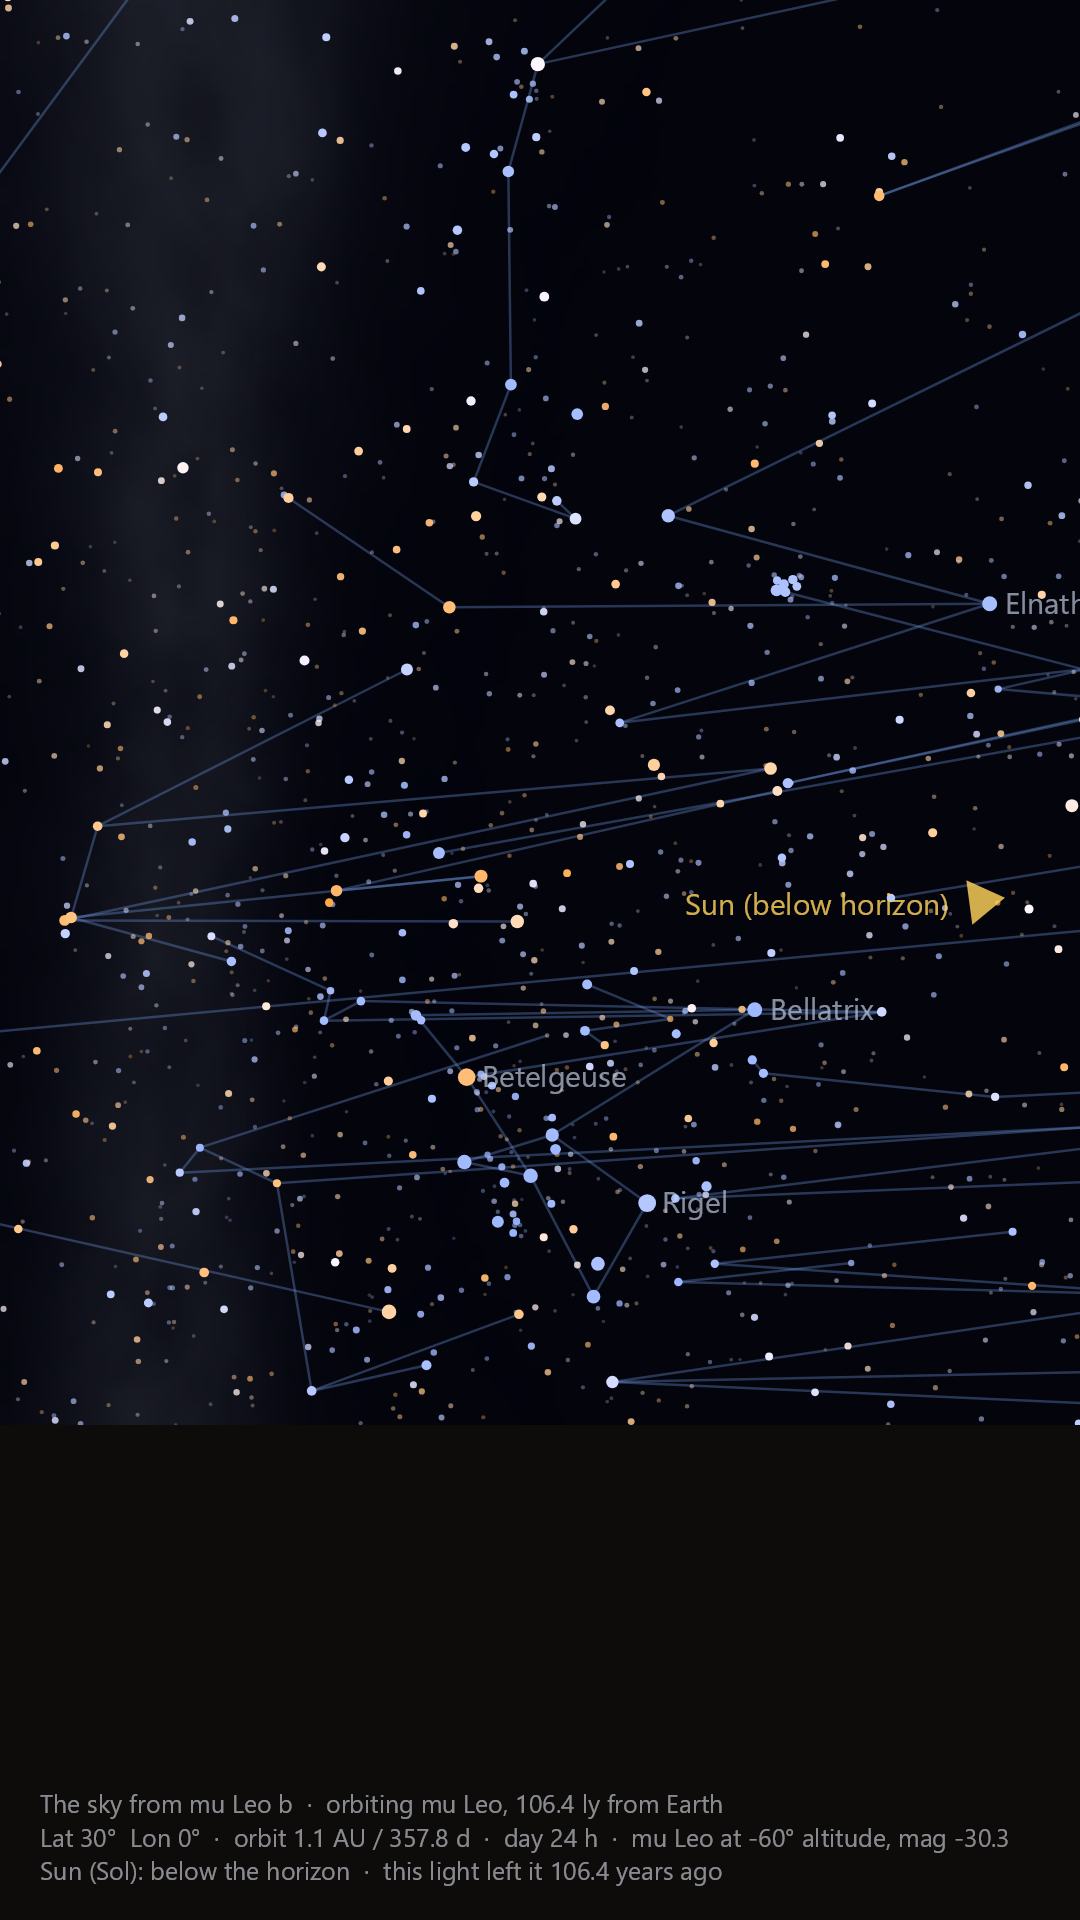 Elnath
Sun (below horizon)
Bellatrix
Betelgeuse
Rigel
The sky from mu Leo b · orbiting mu Leo, 106.4 ly from Earth
Lat 30° Lon 0° · orbit 1.1 AU / 357.8 d · day 24 h · mu Leo at -60° altitude, mag -30.3
Sun (Sol): below the horizon · this light left it 106.4 years ago